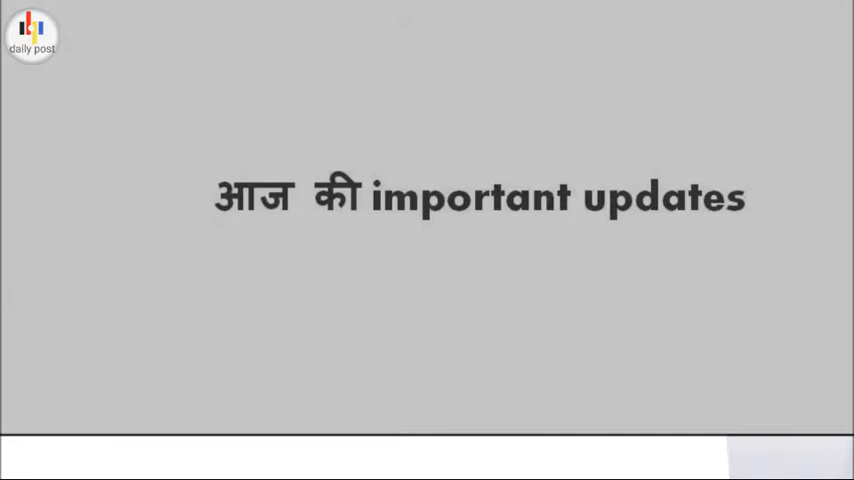 daily post
आज की important updates